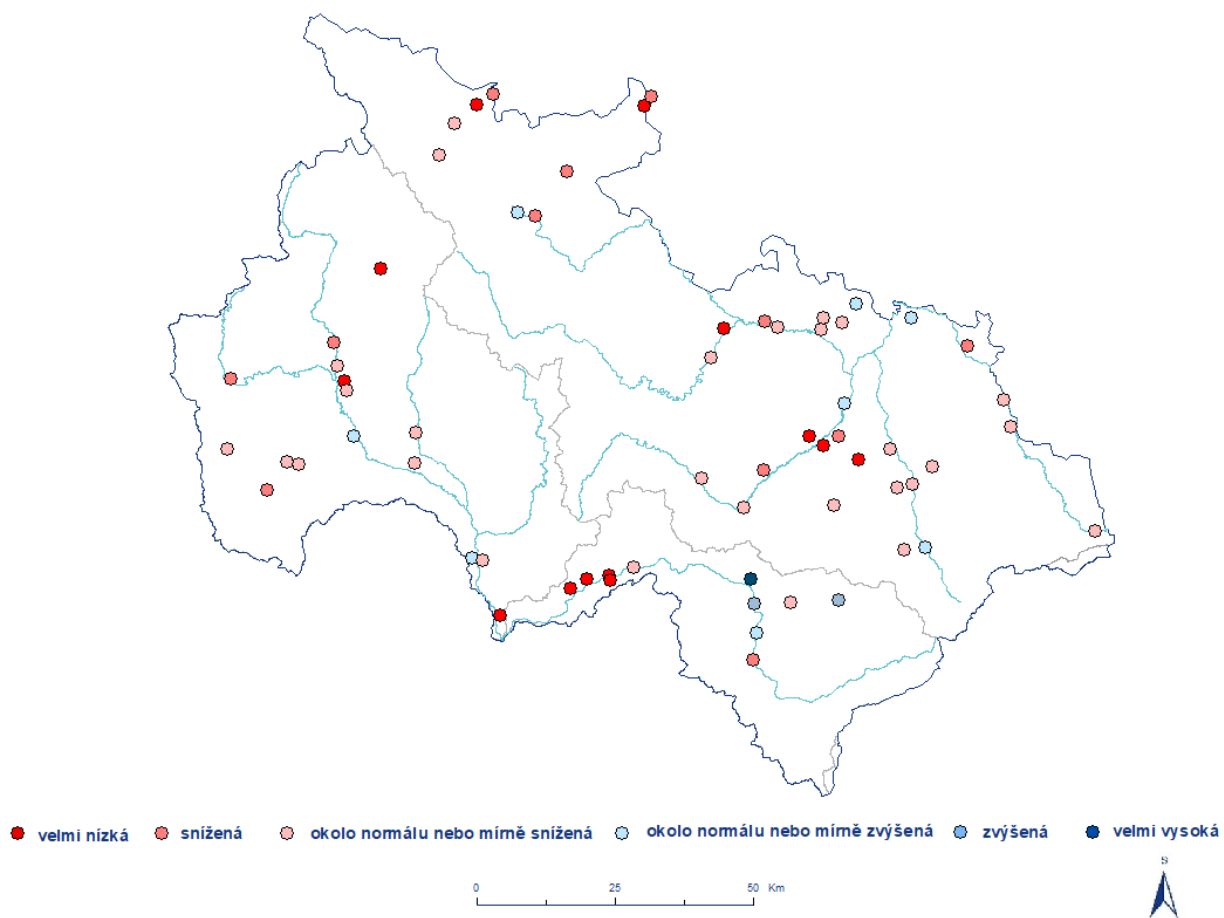 velmi nízká
snížená
okolo normálu nebo mírně snížená
okolo normálu nebo mírně zvýšená
zvýšená
velmi vysoká
0 25 50 Km
S